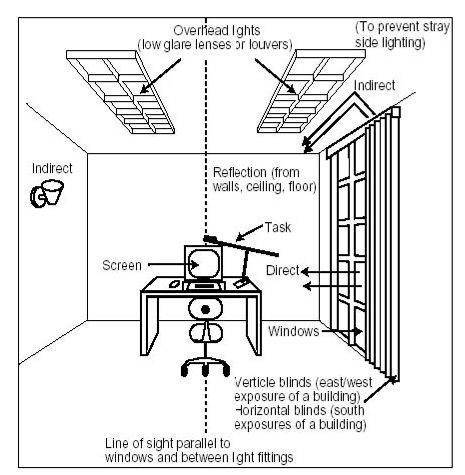 Overhead lights
(low glare lenses or louvers)
(To prevent stray
side lighting)
Indirect
Indirect
Reflection (from
walls, ceiling, floor)
Task
Screen
Direct
Windows
Verticle blinds (east/west
exposure of a building)
Horizontal blinds (south
exposures of a building)
Line of sight parallel to
windows and between light fittings